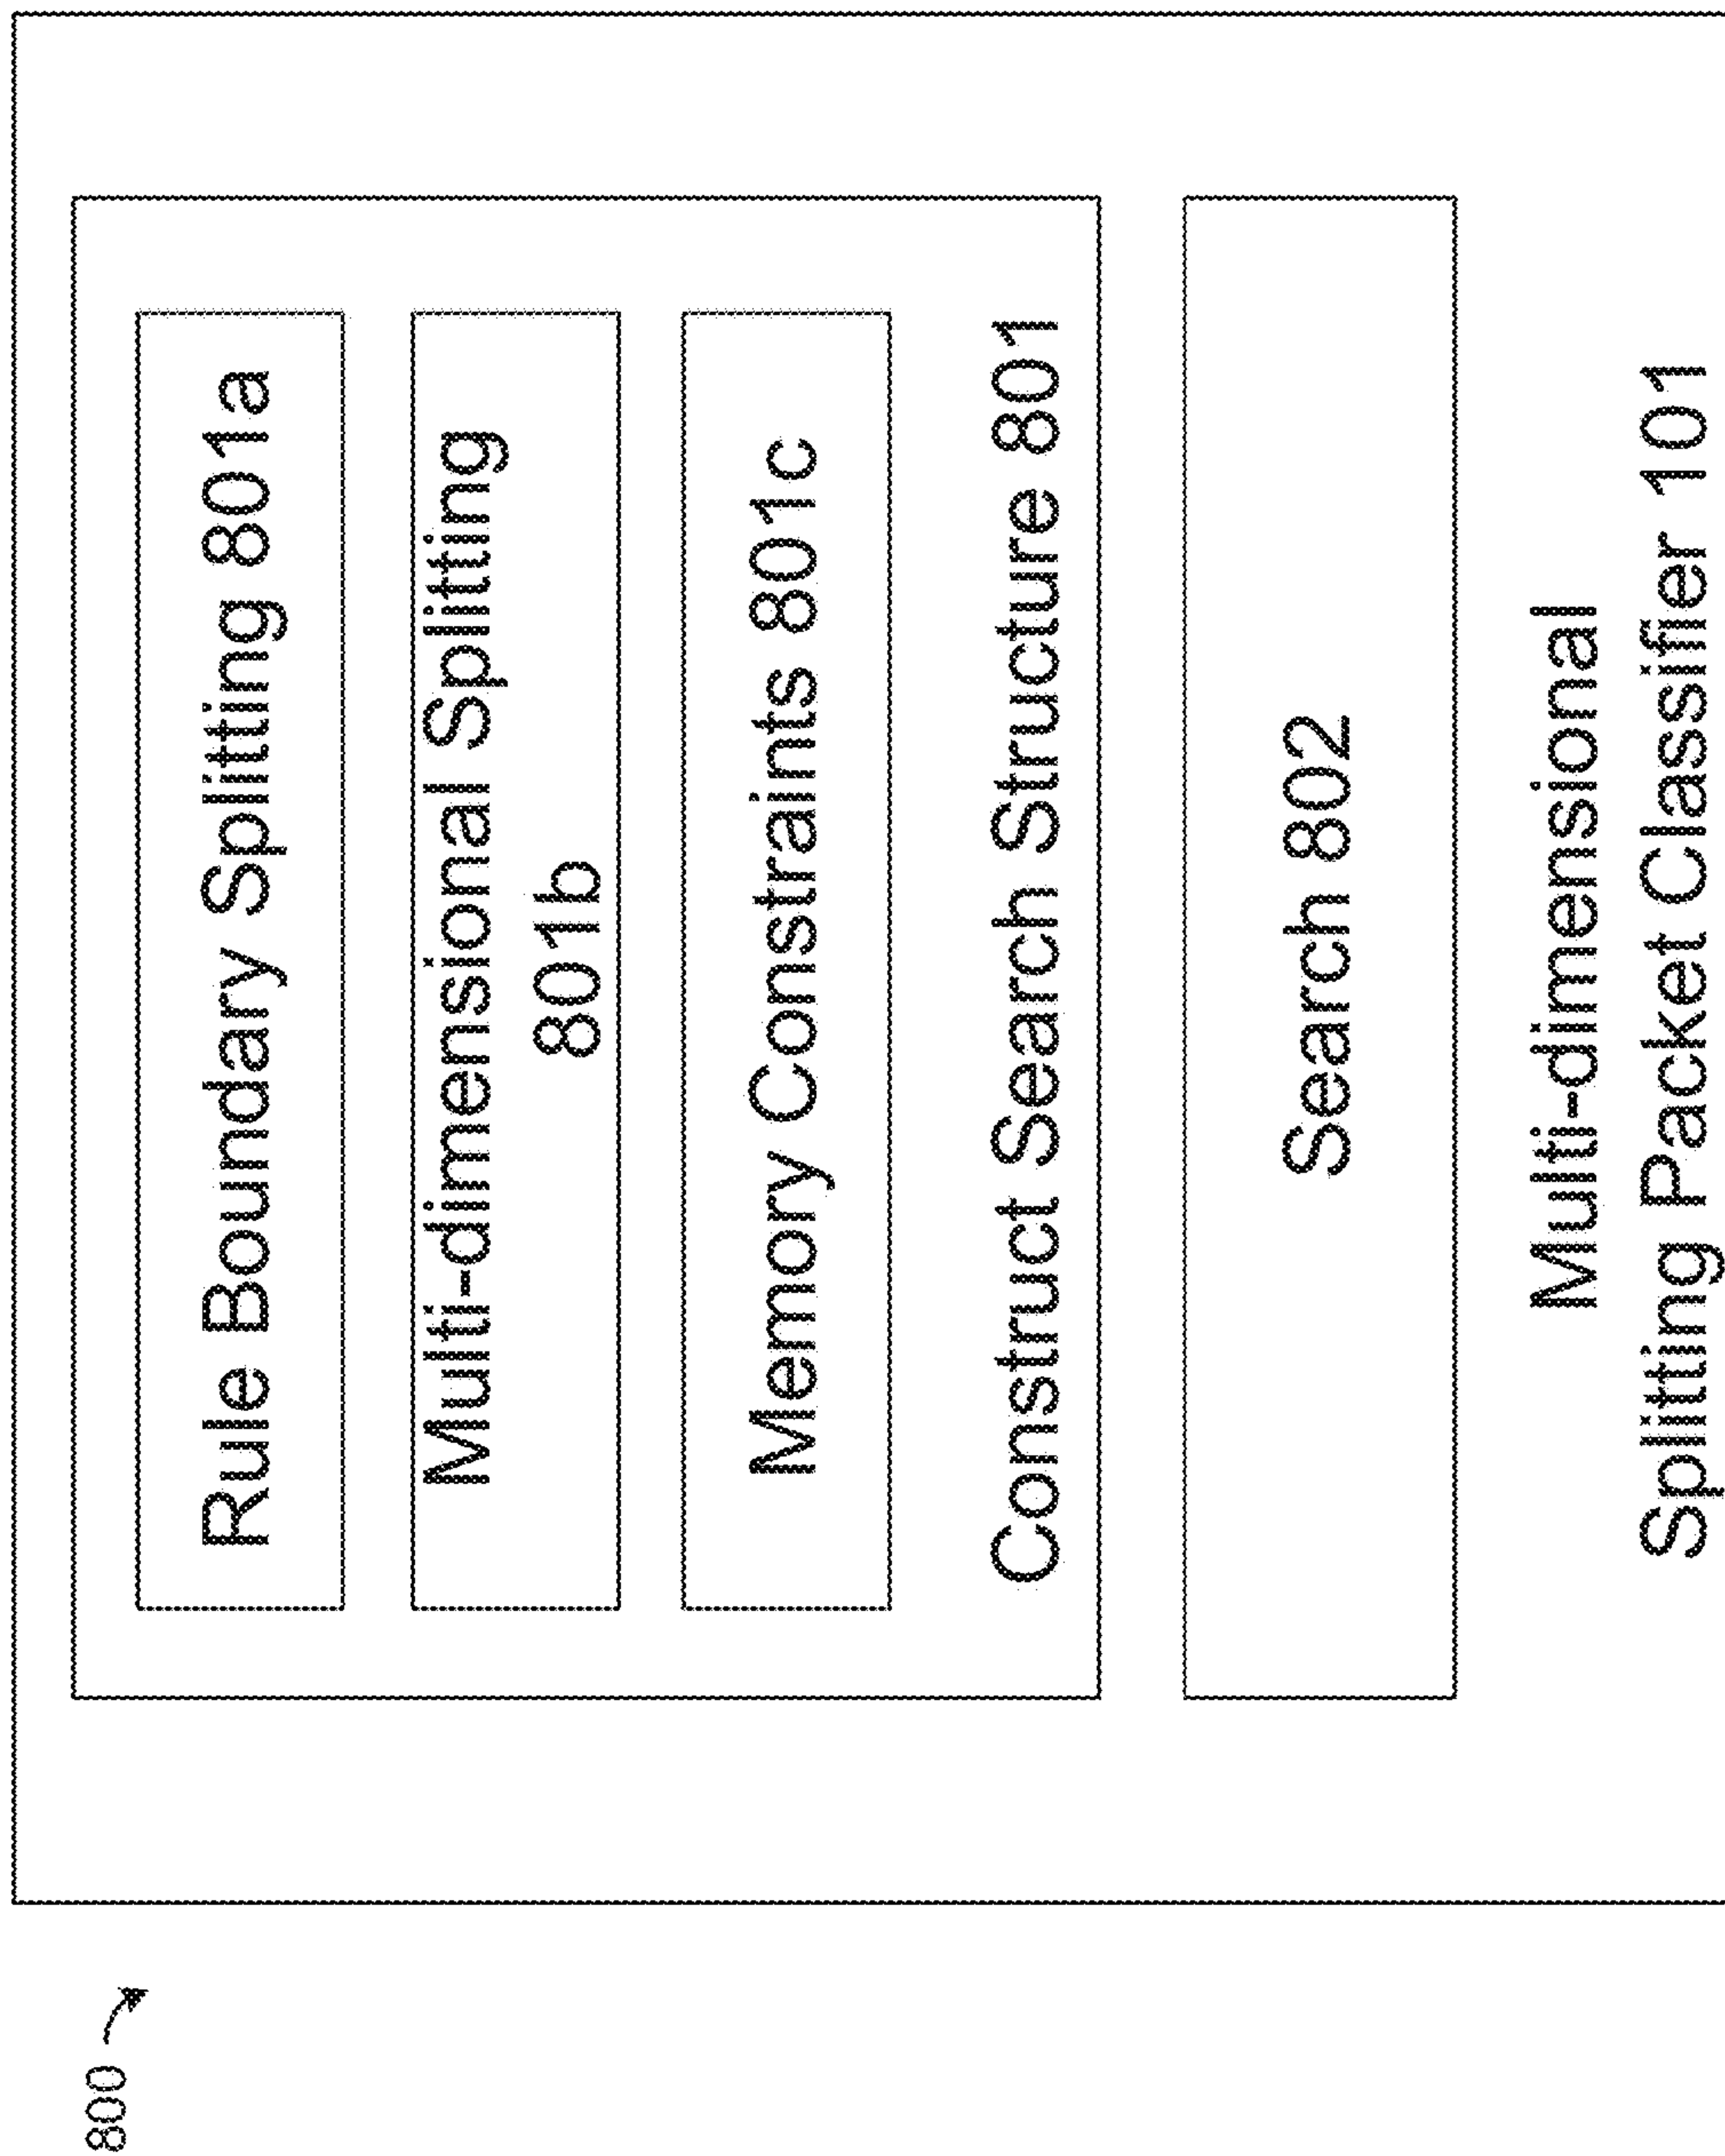 800
Rule Boundary Splitting 801a
Multi-dimensional Splitting
801b
Memory Constraints 801c
Construct Search Structure 801
Search 802
Multi-dimensional
Splitting Packet Classifier 101